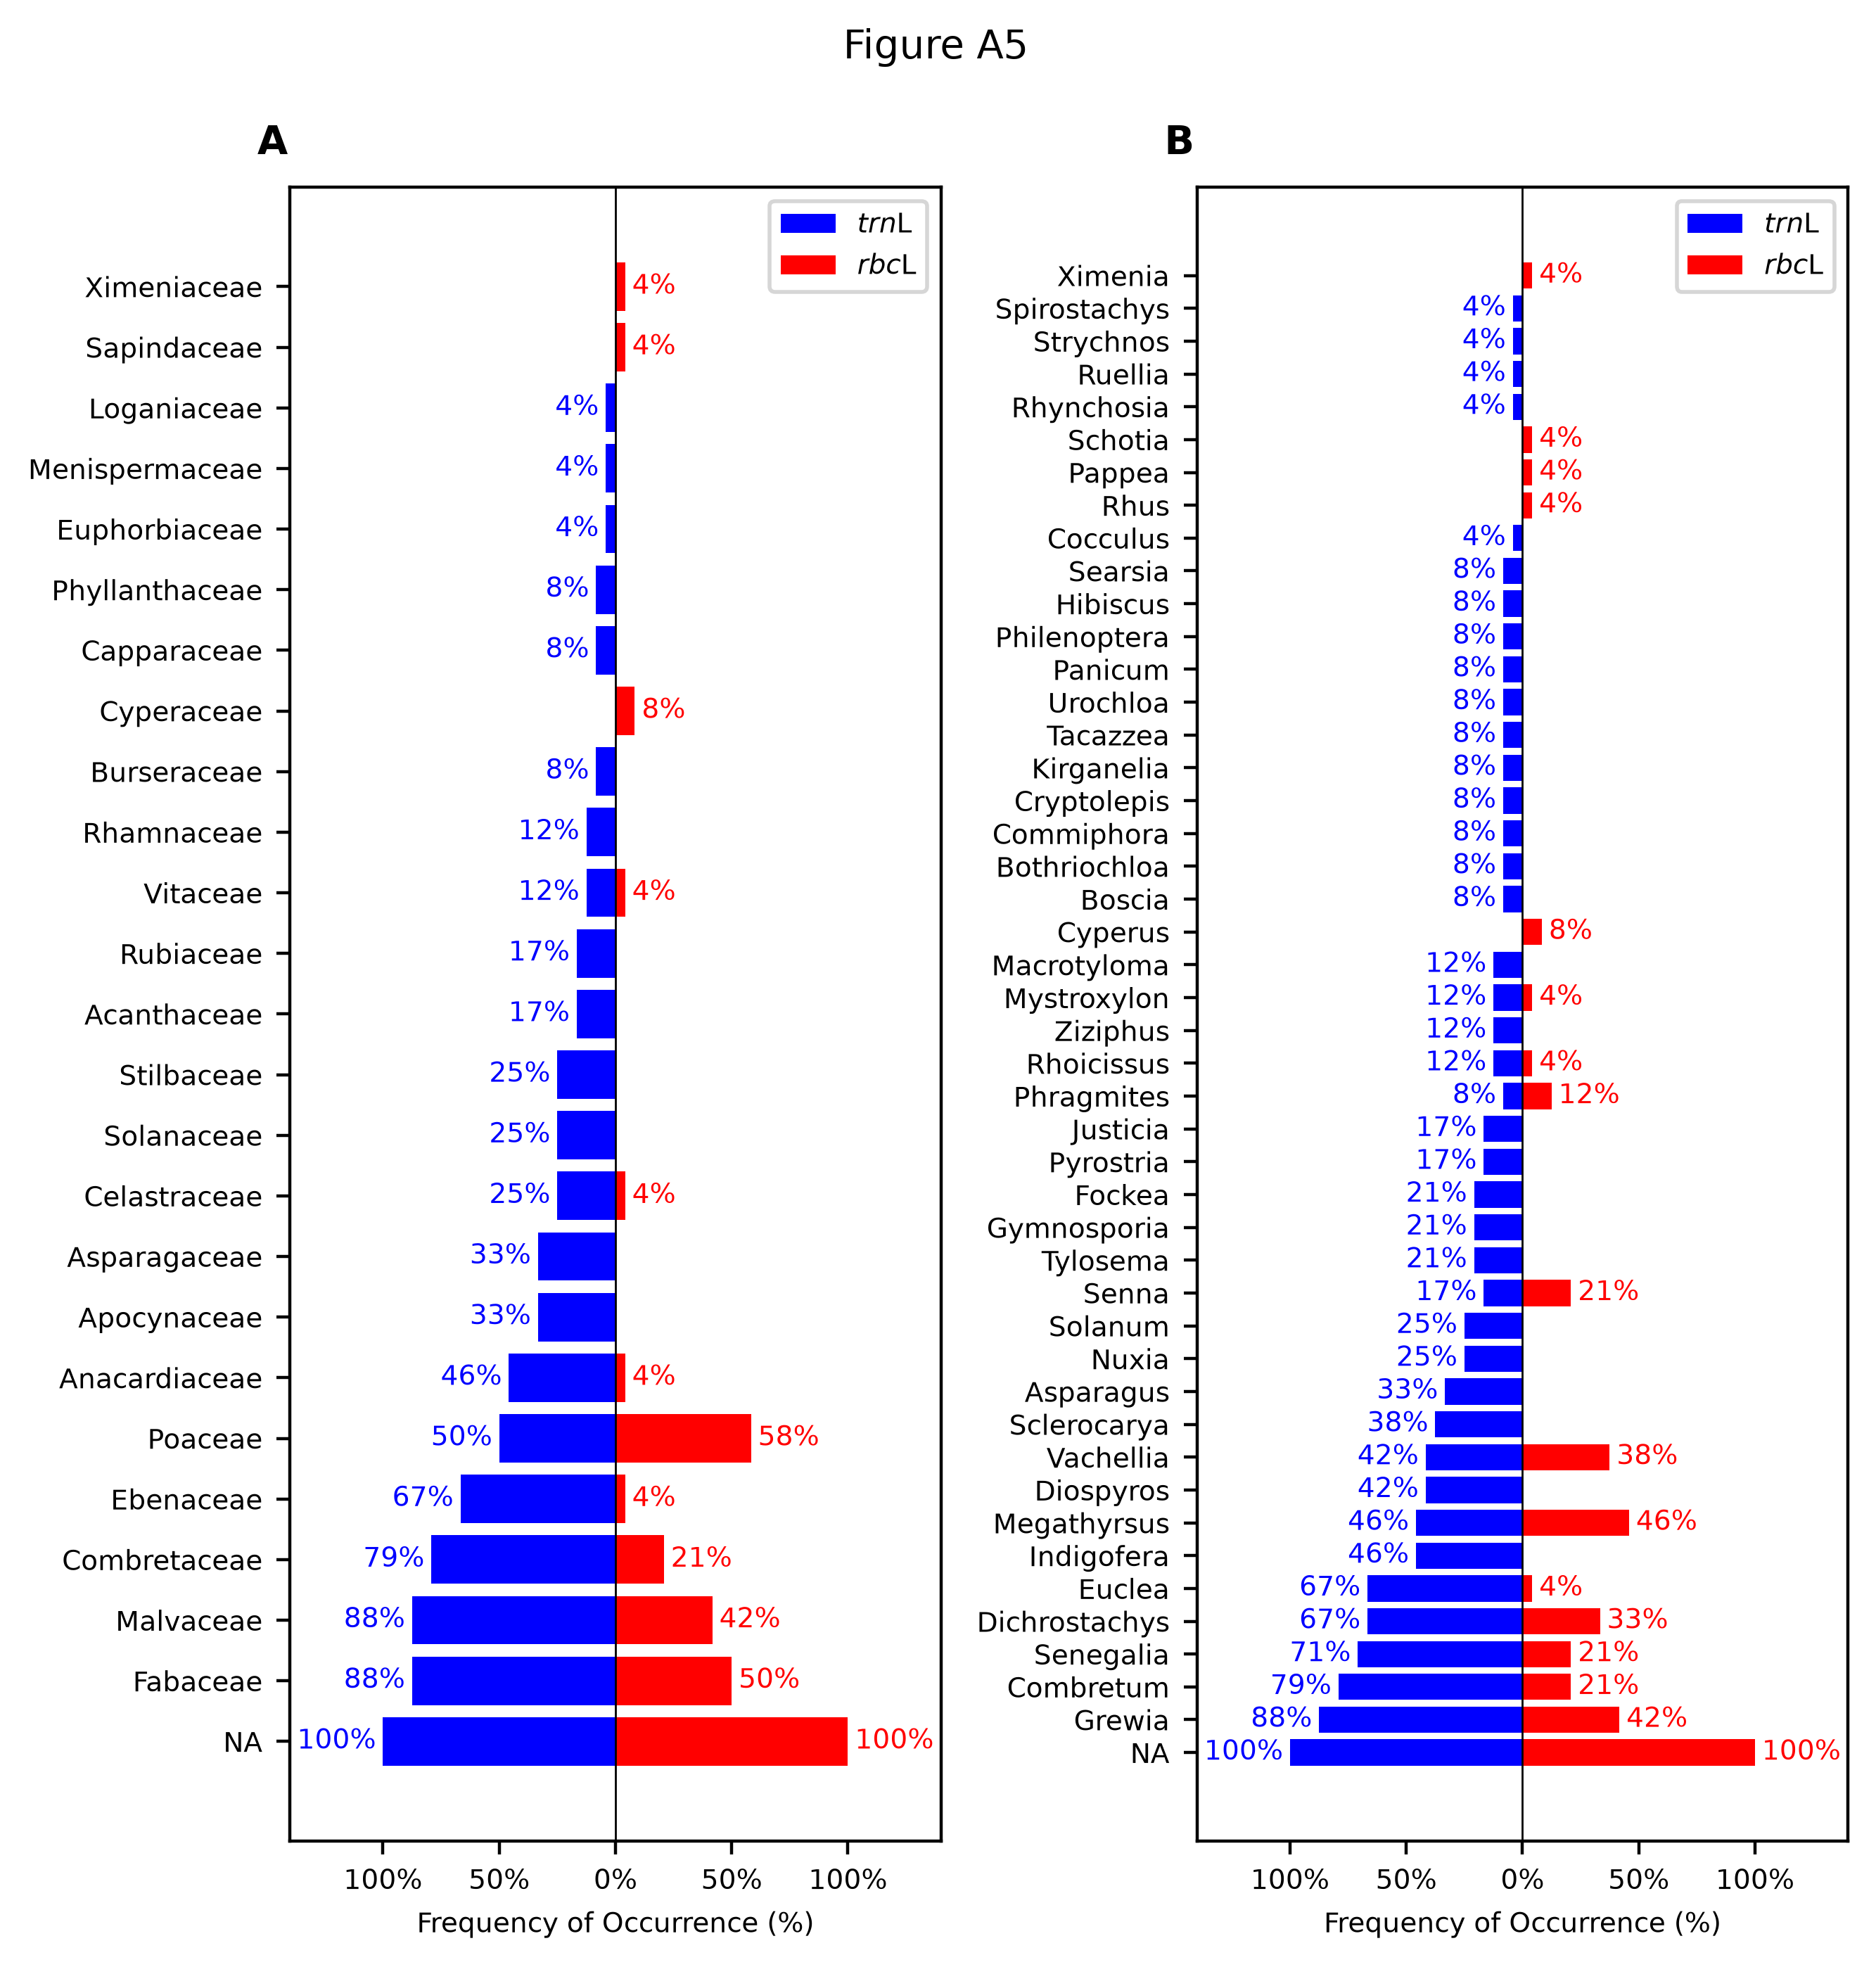 Figure A5
A
trnL
rbcL
Ximeniaceae 4%
Sapindaceae 4%
Loganiaceae 4%
Menispermaceae 4%
Euphorbiaceae 4%
Phyllanthaceae 8%
Capparaceae 8%
Cyperaceae 8%
Burseraceae 8%
Rhamnaceae 12%
Vitaceae 12% 4%
Rubiaceae 17%
Acanthaceae 17%
Stilbaceae 25%
Solanaceae 25%
Celastraceae 25% 4%
Asparagaceae 33%
Apocynaceae 33%
Anacardiaceae 46% 4%
Poaceae 50% 58%
Ebenaceae 67% 4%
Combretaceae 79% 21%
Malvaceae 88% 42%
Fabaceae 88% 50%
NA 100% 100%
100% 50% 0% 50% 100%
Frequency of Occurrence (%)
B
trnL
rbcL
Ximenia 4%
Spirostachys 4%
Strychnos 4%
Ruellia 4%
Rhynchosia 4%
Schotia 4%
Pappea 4%
Rhus 4%
Cocculus 4%
Searsia 8%
Hibiscus 8%
Philenoptera 8%
Panicum 8%
Urochloa 8%
Tacazzea 8%
Kirganelia 8%
Cryptolepis 8%
Commiphora 8%
Bothriochloa 8%
Boscia 8%
Cyperus 8%
Macrotyloma 12%
Mystroxylon 12% 4%
Ziziphus 12%
Rhoicissus 12% 4%
Phragmites 8% 12%
Justicia 17%
Pyrostria 17%
Fockea 21%
Gymnosporia 21%
Tylosema 21%
Senna 17% 21%
Solanum 25%
Nuxia 25%
Asparagus 33%
Sclerocarya 38%
Vachellia 42% 38%
Diospyros 42%
Megathyrsus 46% 46%
Indigofera 46%
Euclea 67% 4%
Dichrostachys 67% 33%
Senegalia 71% 21%
Combretum 79% 21%
Grewia 88% 42%
NA 100% 100%
100% 50% 0% 50% 100%
Frequency of Occurrence (%)